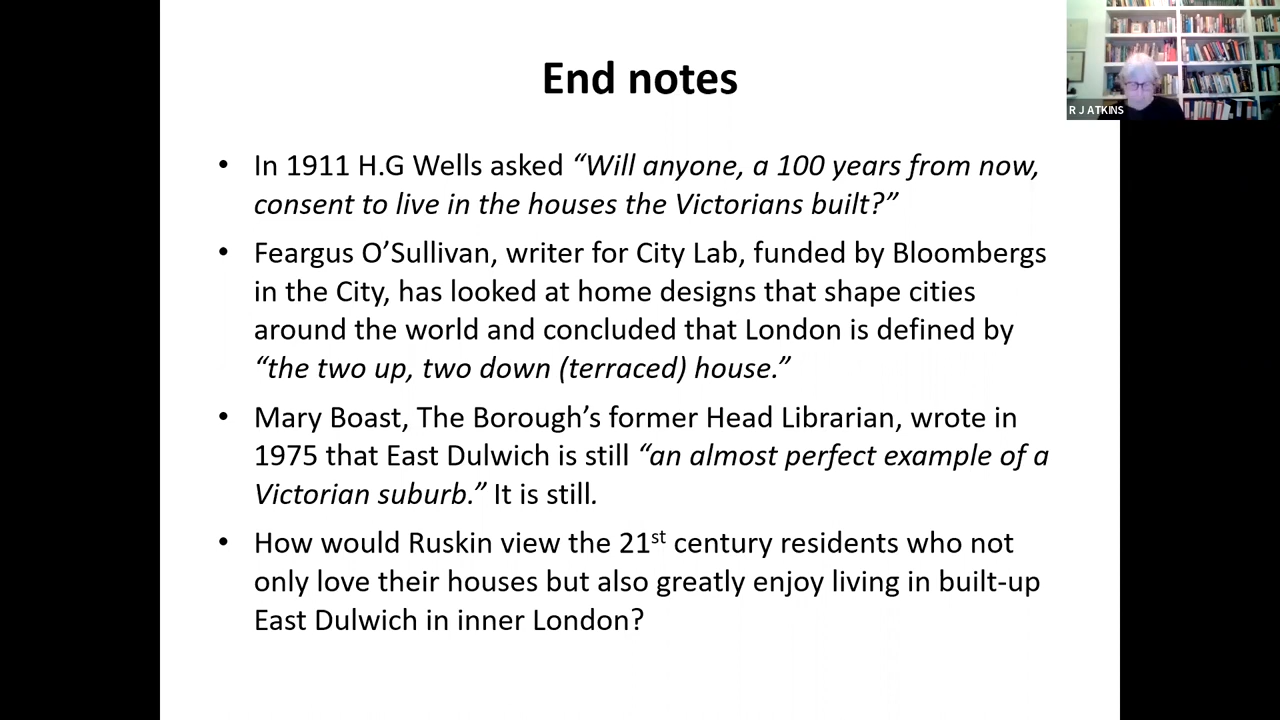 End notes
R J ATKINS
• In 1911 H.G Wells asked “Will anyone, a 100 years from now,
consent to live in the houses the Victorians built?”
• Feargus O’Sullivan, writer for City Lab, funded by Bloombergs
in the City, has looked at home designs that shape cities
around the world and concluded that London is defined by
“the two up, two down (terraced) house.”
• Mary Boast, The Borough’s former Head Librarian, wrote in
1975 that East Dulwich is still “an almost perfect example of a
Victorian suburb.” It is still.
• How would Ruskin view the 21st century residents who not
only love their houses but also greatly enjoy living in built-up
East Dulwich in inner London?